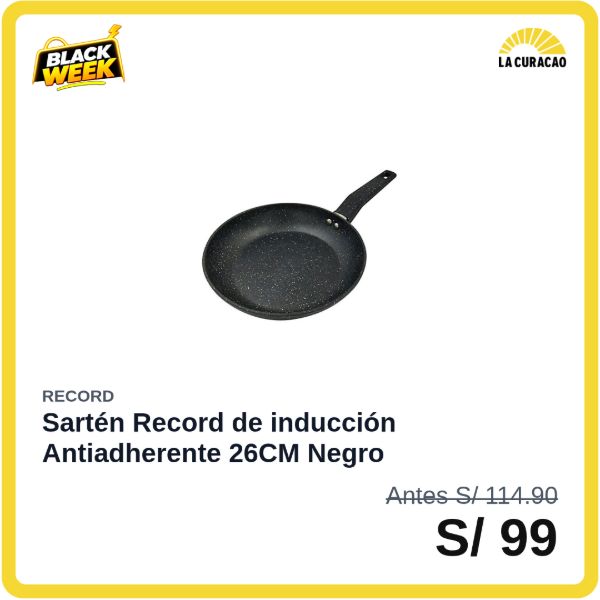 BLACK
WEEK
LA CURACAO
RECORD
Sartén Record de inducción
Antiadherente 26CM Negro
Antes S/ 114.90
S/ 99